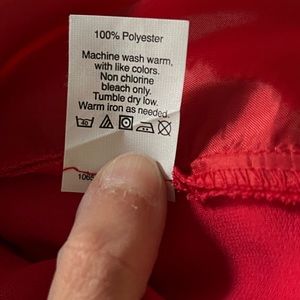 100% Polyester
Machine wash warm,
with like colors.
Non chlorine
bleach only.
Tumble dry low.
Warm iron as needed.
40